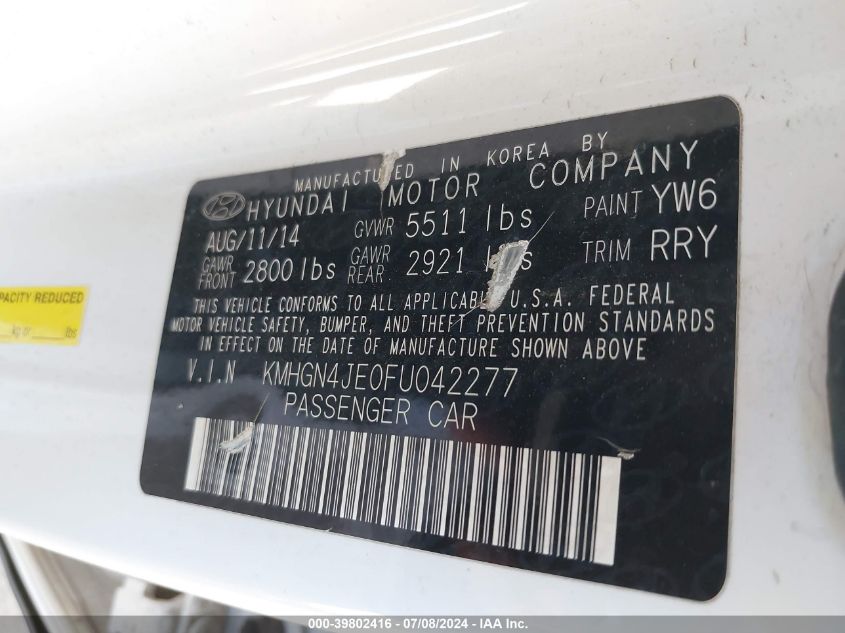 MANUFACTURED IN KOREA BY
HYUNDAI MOTOR COMPANY
AUG/11/14 GVWR 5511 lbs PAINT YW6
GAWR FRONT 2800 lbs GAWR REAR 2921 lbs TRIM RRY
THIS VEHICLE CONFORMS TO ALL APPLICABLE U.S.A. FEDERAL
MOTOR VEHICLE SAFETY, BUMPER, AND THEFT PREVENTION STANDARDS
IN EFFECT ON THE DATE OF MANUFACTURE SHOWN ABOVE
V.I.N KMHGN4JE0FU042277
PASSENGER CAR
PACITY REDUCED
kg or lbs
000-39802416 - 07/08/2024 - IAA Inc.